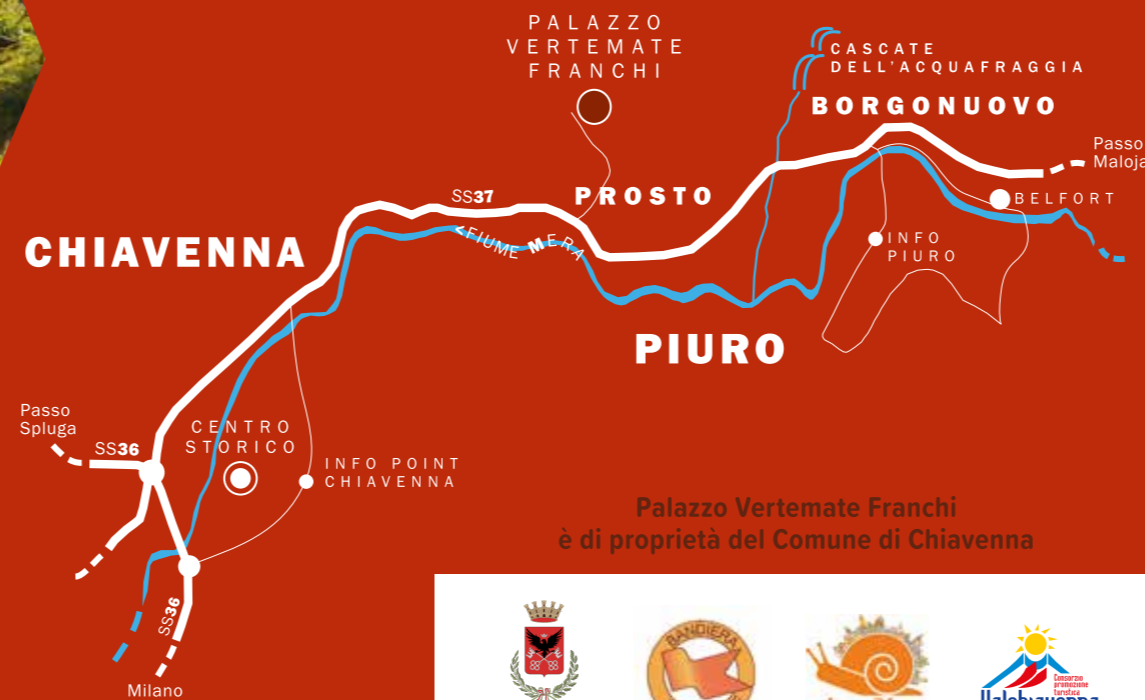 PALAZZO
VERTEMATE
FRANCHI
CASCATE
DELL'ACQUAFRAGGIA
BORGONUOVO
Passo
Maloja
SS37
PROSTO
BELFORT
<FIUME MERA
CHIAVENNA
INFO
PIURO
PIURO
Passo
Spluga
SS36
CENTRO
STORICO
INFO POINT
CHIAVENNA
Palazzo Vertemate Franchi
è di proprietà del Comune di Chiavenna
SS36
Milano
BANDIERA
Consorzio
promozione
turistica